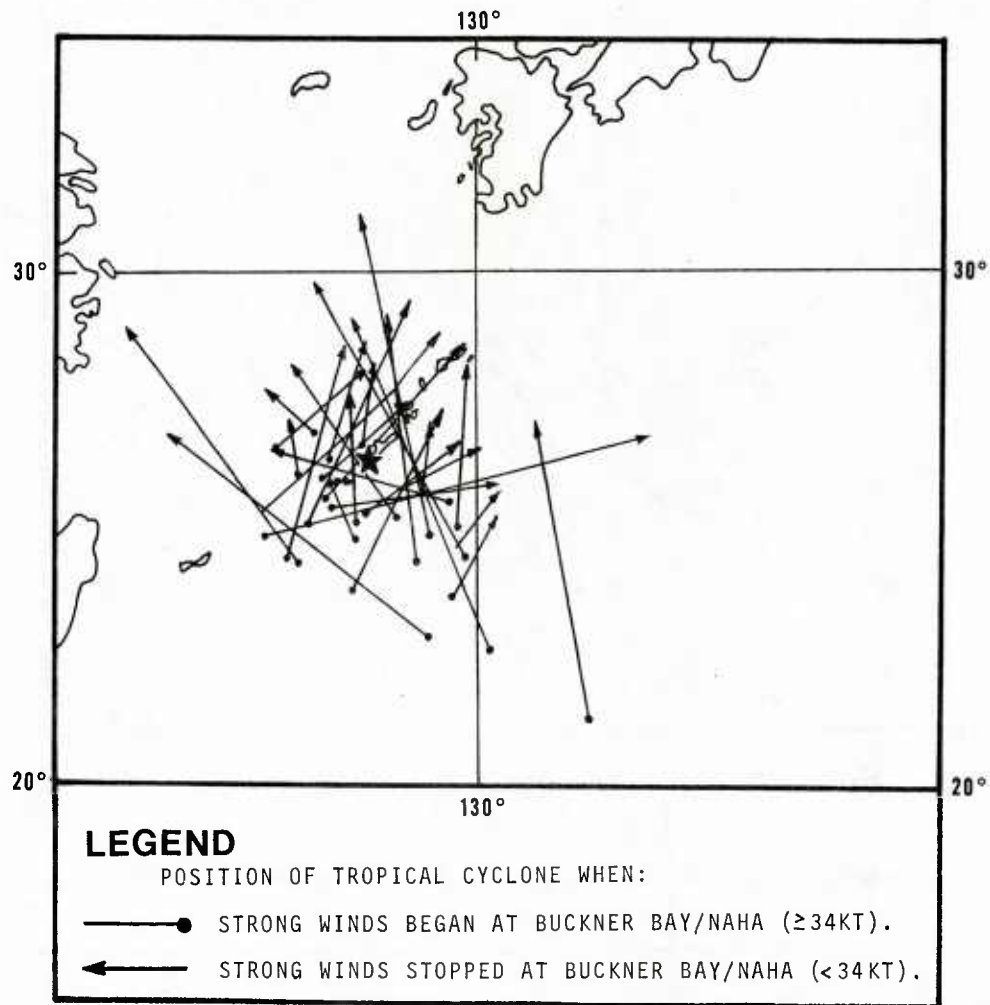 130°
30°
30°
20°
20°
130°
LEGEND
POSITION OF TROPICAL CYCLONE WHEN:
STRONG WINDS BEGAN AT BUCKNER BAY/NAHA (≥34KT).
STRONG WINDS STOPPED AT BUCKNER BAY/NAHA (<34KT).